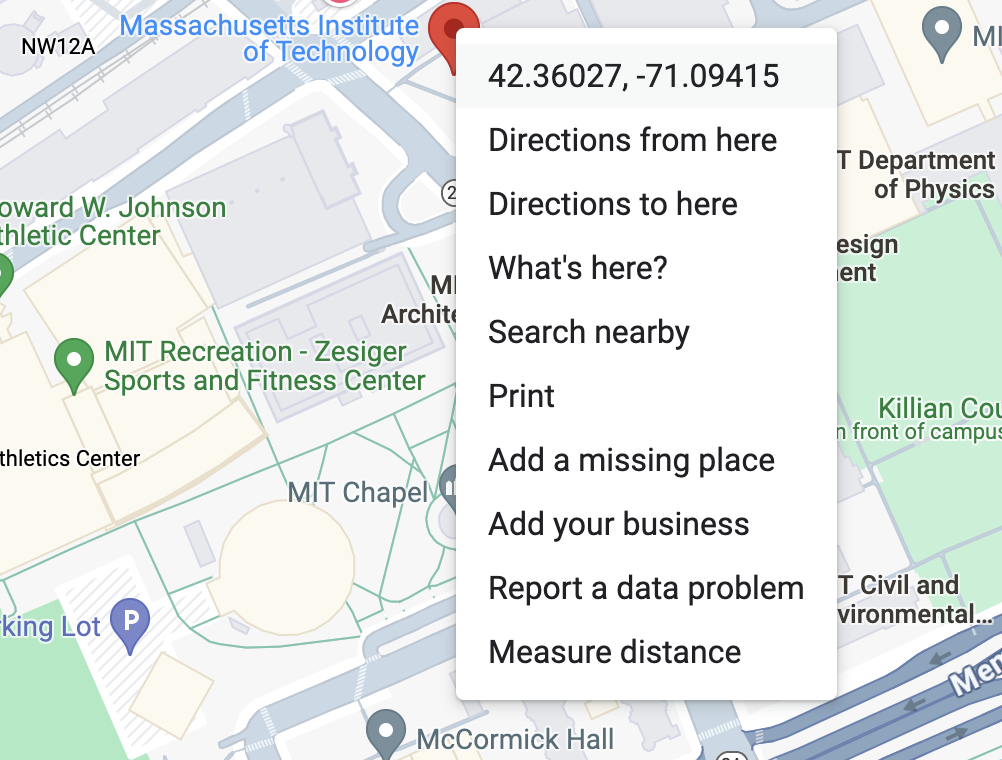 Massachusetts Institute
of Technology
NW12A
MI
42.36027, -71.09415
Directions from here
T Department
of Physics
Directions to here
oward W. Johnson
thletic Center
esign
ent
What's here?
MI
Archite
Search nearby
MIT Recreation - Zesiger
Sports and Fitness Center
Print
Killian Cou
n front of campus
thletics Center
Add a missing place
MIT Chapel
Add your business
Report a data problem
T Civil and
vironmental...
king Lot
P
Measure distance
Mem
McCormick Hall